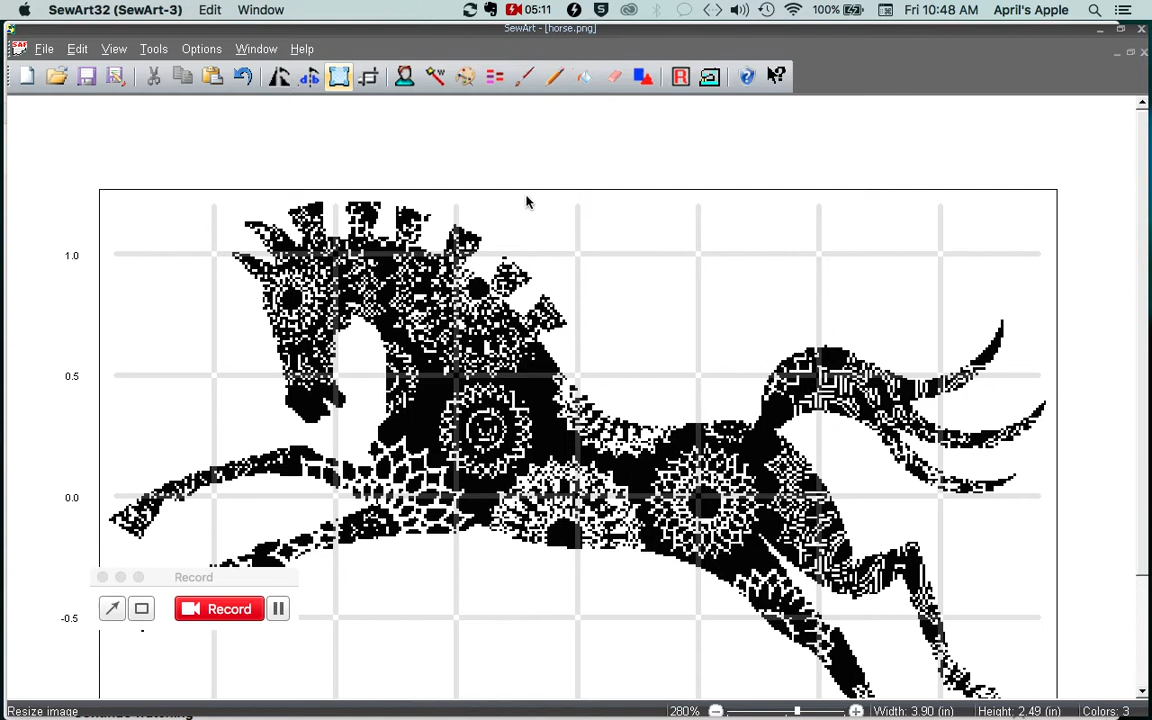 SewArt32 (SewArt-3) Edit Window 05:11 100% Fri 10:48 AM April's Apple
SewArt - [horse.png]
SAF File Edit View Tools Options Window Help
R
1.0
0.5
0.0
-0.5
Record
Record
Resize image 280% Width: 3.90 (in) Height: 2.49 (in) Colors: 3